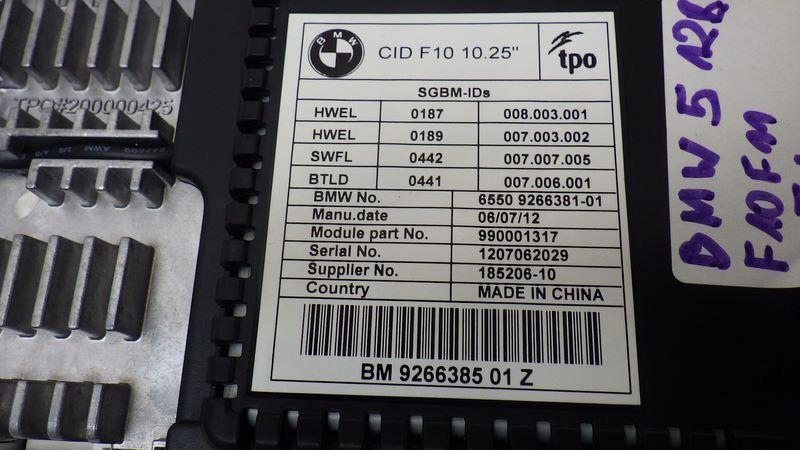 BMW
CID F10 10.25"
tpo
SGBM-IDs
HWEL 0187 008.003.001
HWEL 0189 007.003.002
SWFL 0442 007.007.005
BTLD 0441 007.006.001
BMW No. 6550 9266381-01
Manu.date 06/07/12
Module part No. 990001317
Serial No. 1207062029
Supplier No. 185206-10
Country MADE IN CHINA
BM 9266385 01 Z
TPO#200000425
AWM
BMW 5
F10 FM